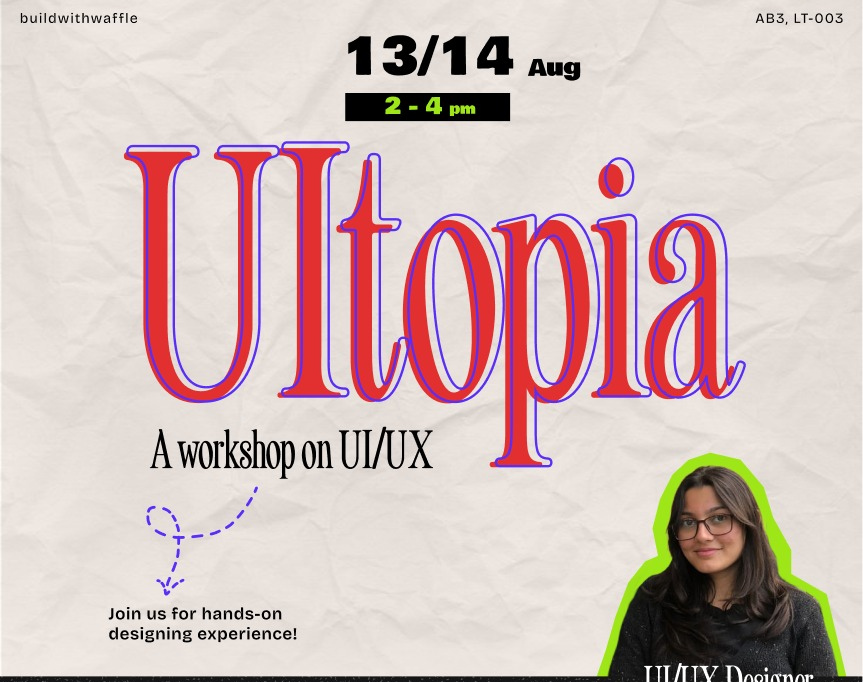 buildwithwaffle
AB3, LT-003
13/14 Aug
2 - 4 pm
UItopia
A workshop on UI/UX
Join us for hands-on
designing experience!
UI/UX Designer